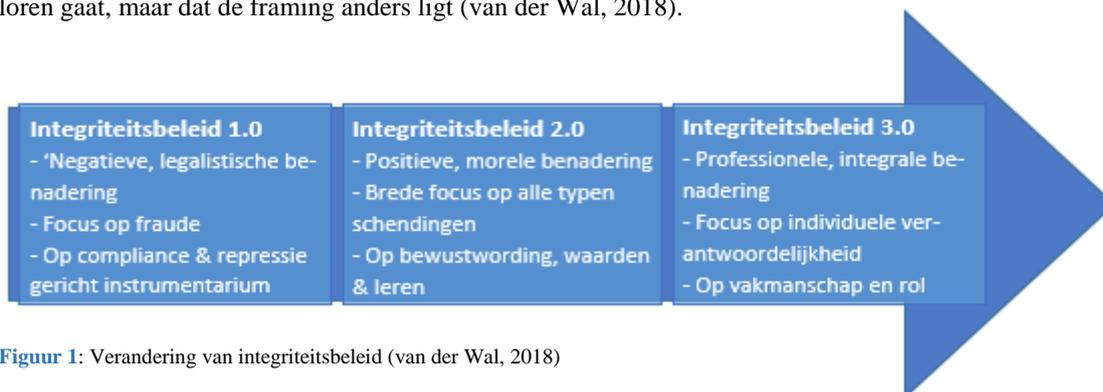 loren gaat, maar dat de framing anders ligt (van der Wal, 2018).
Integriteitsbeleid 1.0
- ‘Negatieve, legalistische be-
nadering
- Focus op fraude
- Op compliance & repressie
gericht instrumentarium
Integriteitsbeleid 2.0
- Positieve, morele benadering
- Brede focus op alle typen
schendingen
- Op bewustwording, waarden
& leren
Integriteitsbeleid 3.0
- Professionele, integrale be-
nadering
- Focus op individuele ver-
antwoordelijkheid
- Op vakmanschap en rol
Figuur 1: Verandering van integriteitsbeleid (van der Wal, 2018)